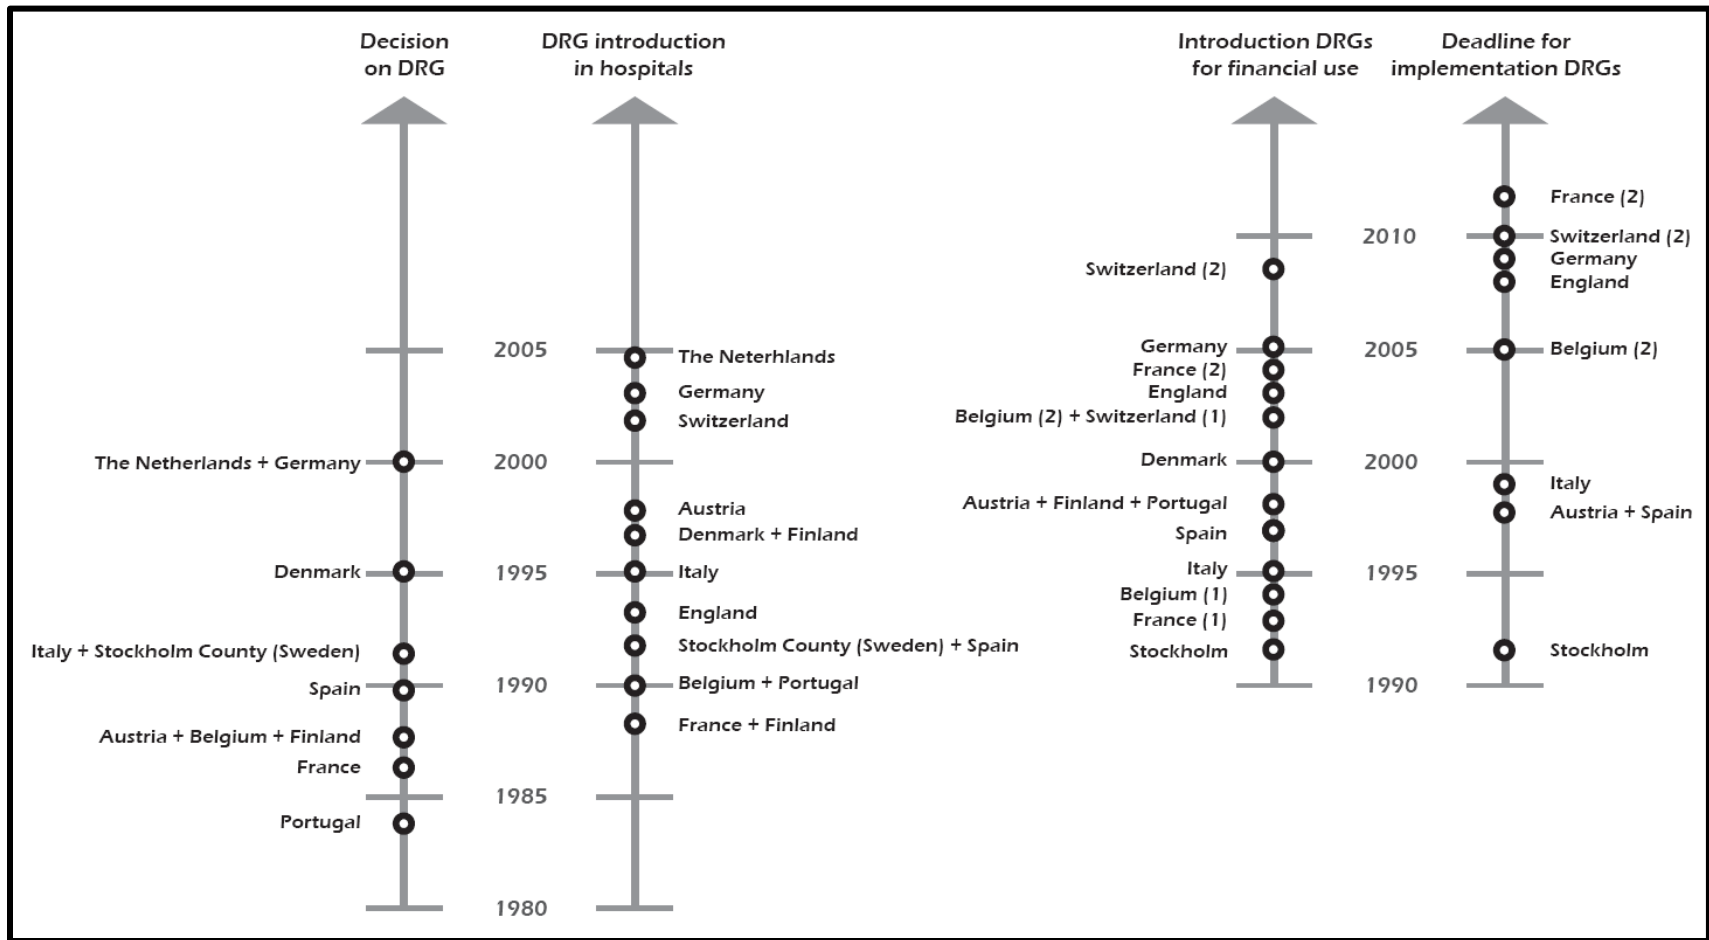 Decision
on DRG
DRG introduction
in hospitals
Introduction DRGs
for financial use
Deadline for
implementation DRGs
The Netherlands + Germany
Denmark
Italy + Stockholm County (Sweden)
Spain
Austria + Belgium + Finland
France
Portugal
2005
2000
1995
1990
1985
1980
The Neterhlands
Germany
Switzerland
Austria
Denmark + Finland
Italy
England
Stockholm County (Sweden) + Spain
Belgium + Portugal
France + Finland
Switzerland (2)
Germany
France (2)
England
Belgium (2) + Switzerland (1)
Denmark
Austria + Finland + Portugal
Spain
Italy
Belgium (1)
France (1)
Stockholm
2010
2005
2000
1995
1990
France (2)
Switzerland (2)
Germany
England
Belgium (2)
Italy
Austria + Spain
Stockholm